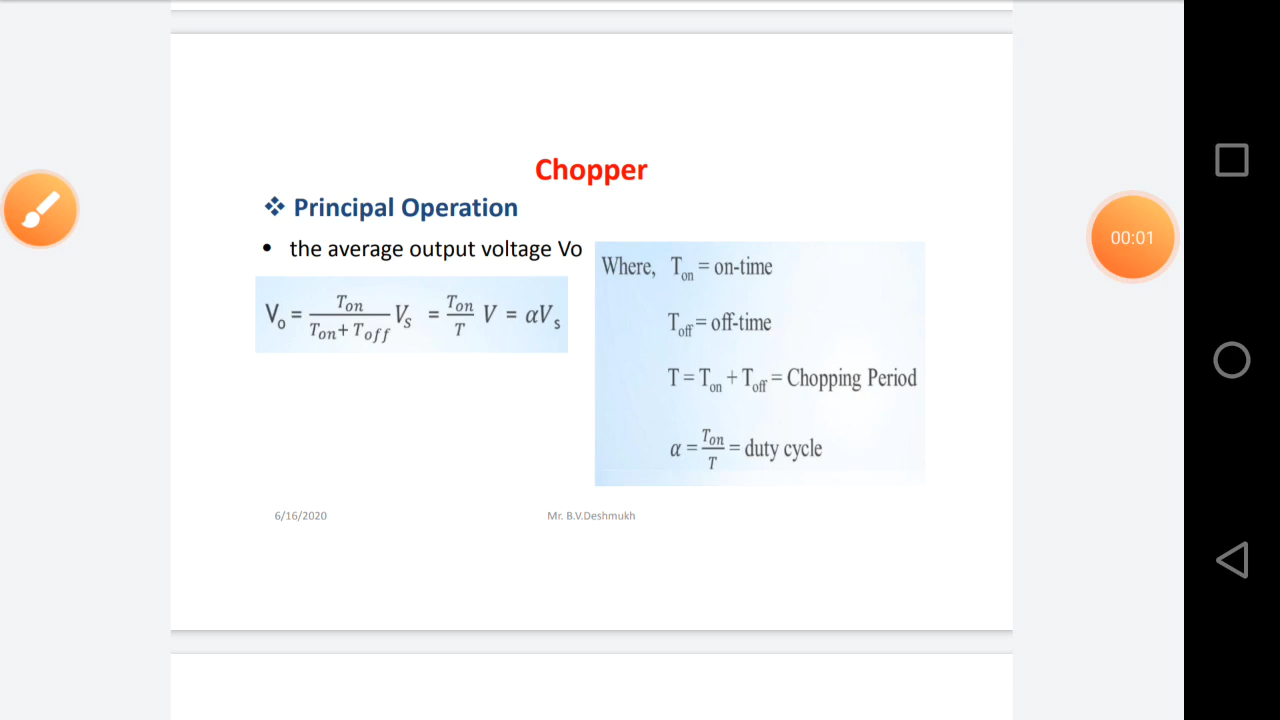 Chopper
❖ Principal Operation
• the average output voltage Vo
V₀ = Ton / (Ton + Toff) Vs = Ton / T V = αVs
Where, Ton = on-time
Toff = off-time
T = Ton + Toff = Chopping Period
α = Ton / T = duty cycle
6/16/2020
Mr. B.V.Deshmukh
00:01